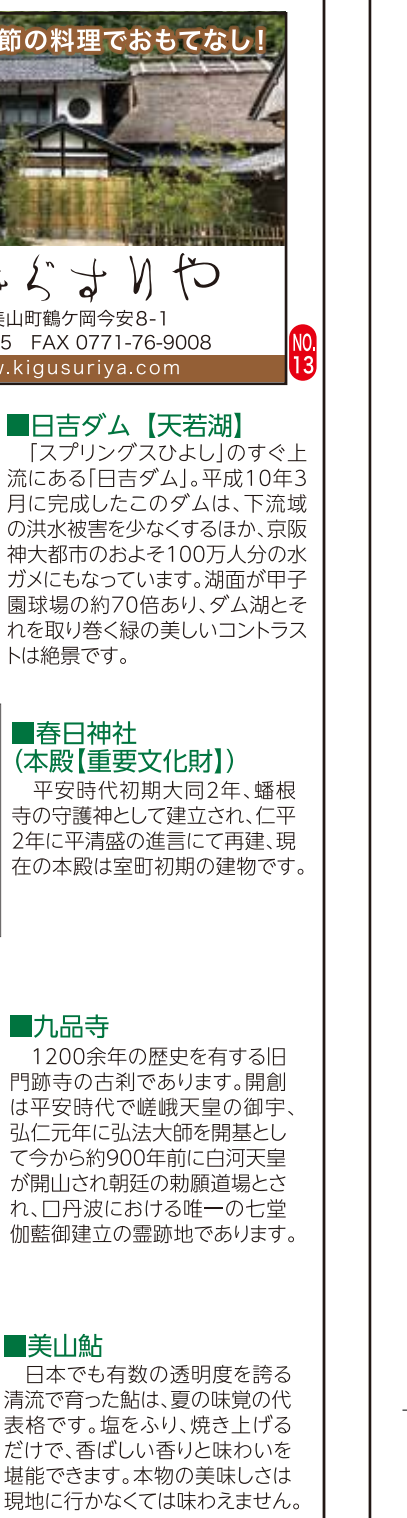 節の料理でおもてなし!
ぐすりや
美山町鶴ケ岡今安8-1
5 FAX 0771-76-9008
.kigusuriya.com
NO.
13
■日吉ダム【天若湖】
「スプリングスひよし」のすぐ上
流にある「日吉ダム」。平成10年3
月に完成したこのダムは、下流域
の洪水被害を少なくするほか、京阪
神大都市のおよそ100万人分の水
ガメにもなっています。湖面が甲子
園球場の約70倍あり、ダム湖とそ
れを取り巻く緑の美しいコントラス
トは絶景です。
■春日神社
(本殿【重要文化財】)
平安時代初期大同2年、蟠根
寺の守護神として建立され、仁平
2年に平清盛の進言にて再建、現
在の本殿は室町初期の建物です。
■九品寺
1200余年の歴史を有する旧
門跡寺の古刹であります。開創
は平安時代で嵯峨天皇の御宇、
弘仁元年に弘法大師を開基とし
て今から約900年前に白河天皇
が開山され朝廷の勅願道場とさ
れ、口丹波における唯一の七堂
伽藍御建立の霊跡地であります。
■美山鮎
日本でも有数の透明度を誇る
清流で育った鮎は、夏の味覚の代
表格です。塩をふり、焼き上げる
だけで、香ばしい香りと味わいを
堪能できます。本物の美味しさは
現地に行かなくては味わえません。